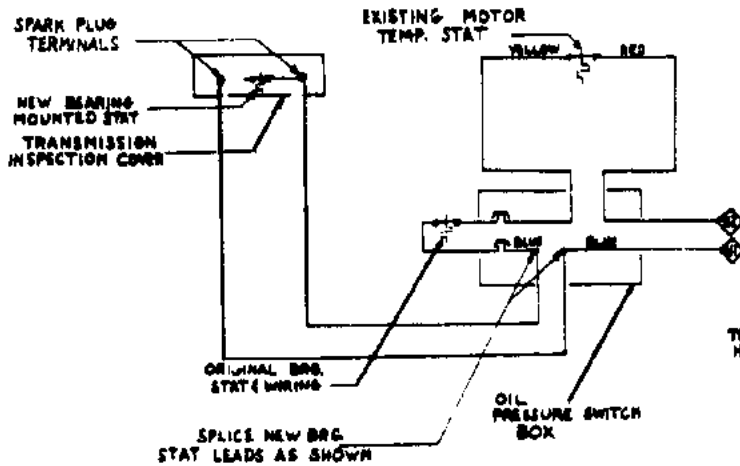 SPARK PLUG
TERMINALS
EXISTING MOTOR
TEMP. STAT
YELLOW
RED
NEW BEARING
MOUNTED STAT
TRANSMISSION
INSPECTION COVER
BLUE
BLUE
ORIGINAL BRG.
STAT & WIRING
OIL
PRESSURE SWITCH
BOX
SPLICE NEW BRG
STAT LEADS AS SHOWN